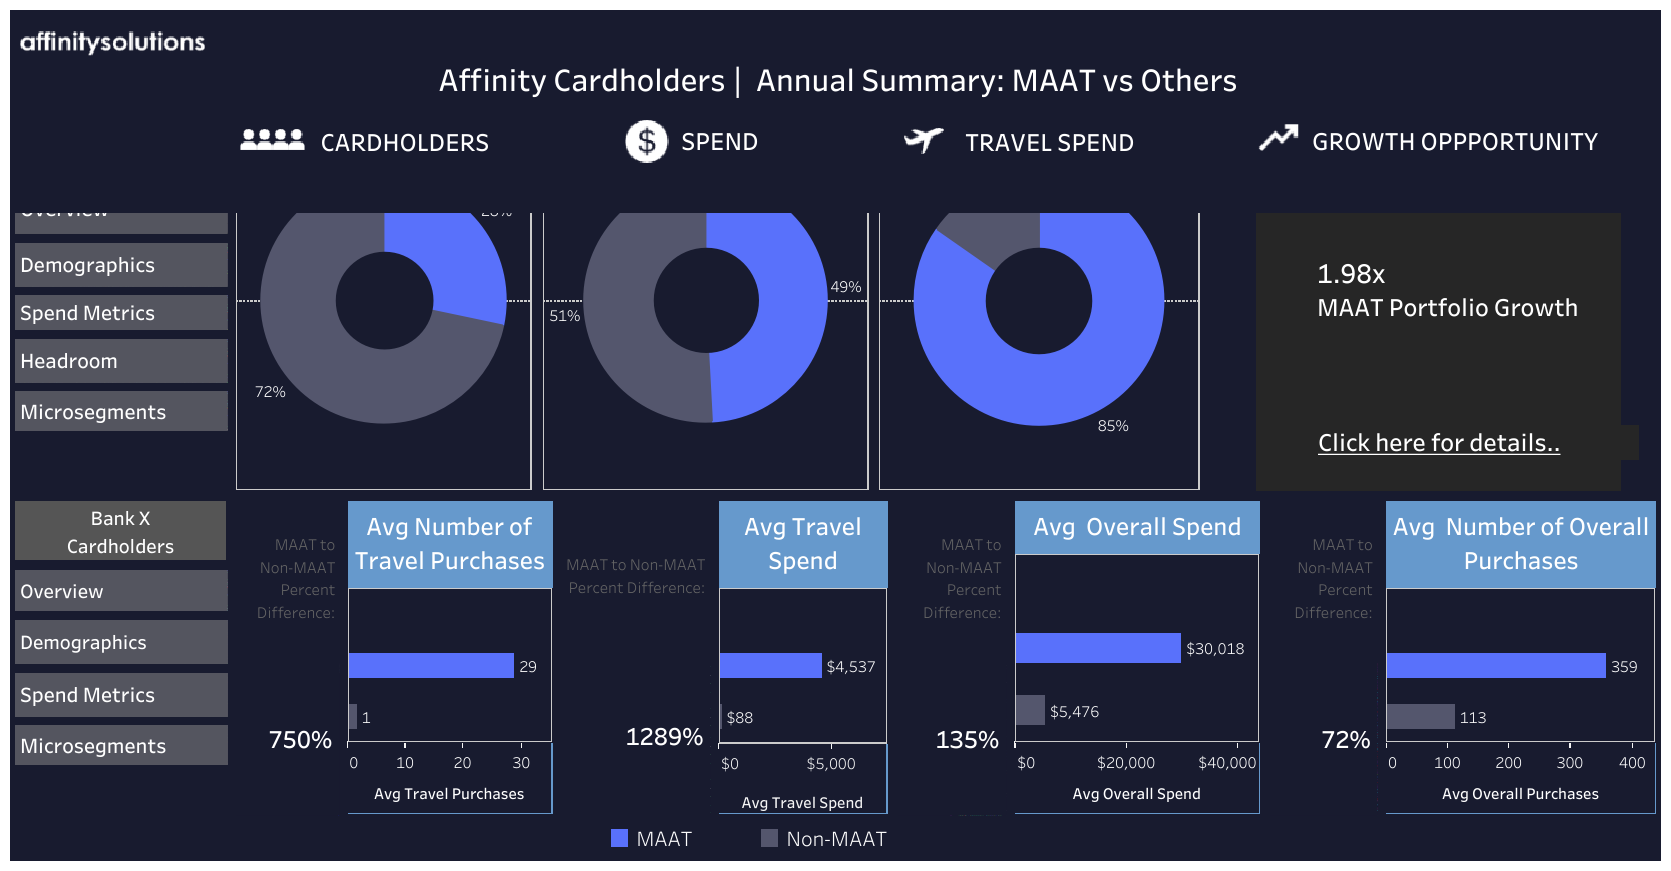 affinitysolutions
Affinity Cardholders | Annual Summary: MAAT vs Others
CARDHOLDERS
$
SPEND
TRAVEL SPEND
GROWTH OPPPORTUNITY
Demographics
Spend Metrics
Headroom
Microsegments
72%
49%
51%
85%
1.98x
MAAT Portfolio Growth
Click here for details..
Bank X
Cardholders
Overview
Demographics
Spend Metrics
Microsegments
MAAT to
Non-MAAT
Percent
Difference:
750%
Avg Number of
Travel Purchases
29
1
0 10 20 30
Avg Travel Purchases
MAAT to Non-MAAT
Percent Difference:
1289%
Avg Travel
Spend
$4,537
$88
$0 $5,000
Avg Travel Spend
MAAT to
Non-MAAT
Percent
Difference:
135%
Avg Overall Spend
$30,018
$5,476
$0 $20,000 $40,000
Avg Overall Spend
MAAT to
Non-MAAT
Percent
Difference:
72%
Avg Number of Overall
Purchases
359
113
0 100 200 300 400
Avg Overall Purchases
MAAT
Non-MAAT